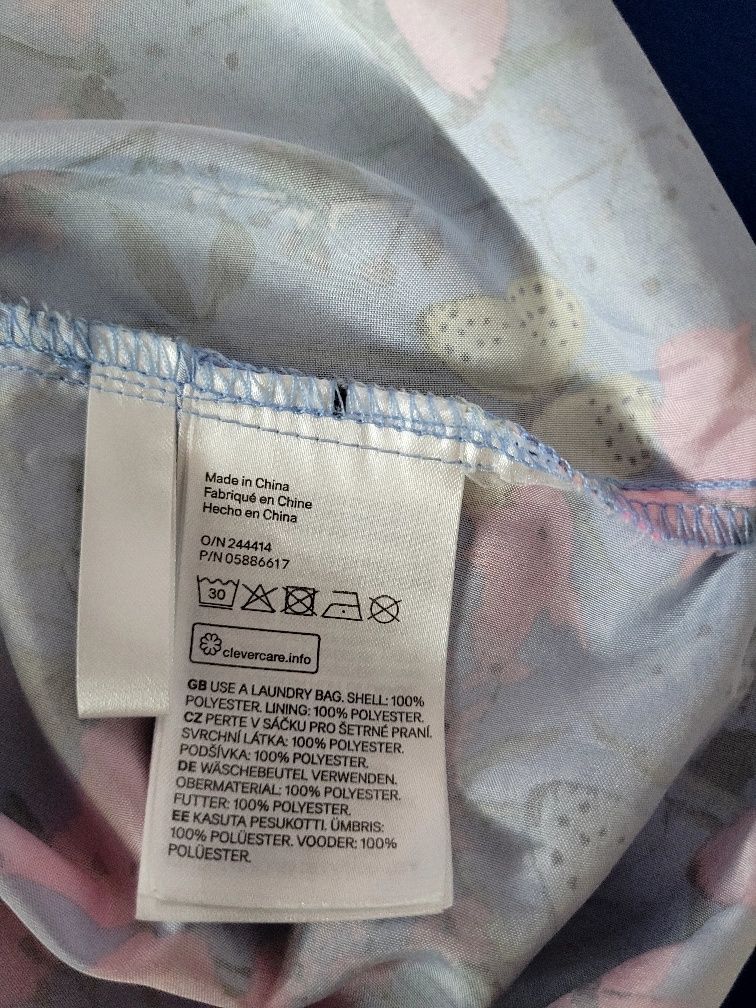 Made in China
Fabriqué en Chine
Hecho en China
O/N 244414
P/N 05886617
30
clevercare.info
GB USE A LAUNDRY BAG. SHELL: 100%
POLYESTER. LINING: 100% POLYESTER.
CZ PERTE V SÁČKU PRO ŠETRNÉ PRANÍ.
SVRCHNÍ LÁTKA: 100% POLYESTER.
PODŠÍVKA: 100% POLYESTER.
DE WÄSCHEBEUTEL VERWENDEN.
OBERMATERIAL: 100% POLYESTER.
FUTTER: 100% POLYESTER.
EE KASUTA PESUKOTTI. ÜMBRIS:
100% POLÜESTER. VOODER: 100%
POLÜESTER.